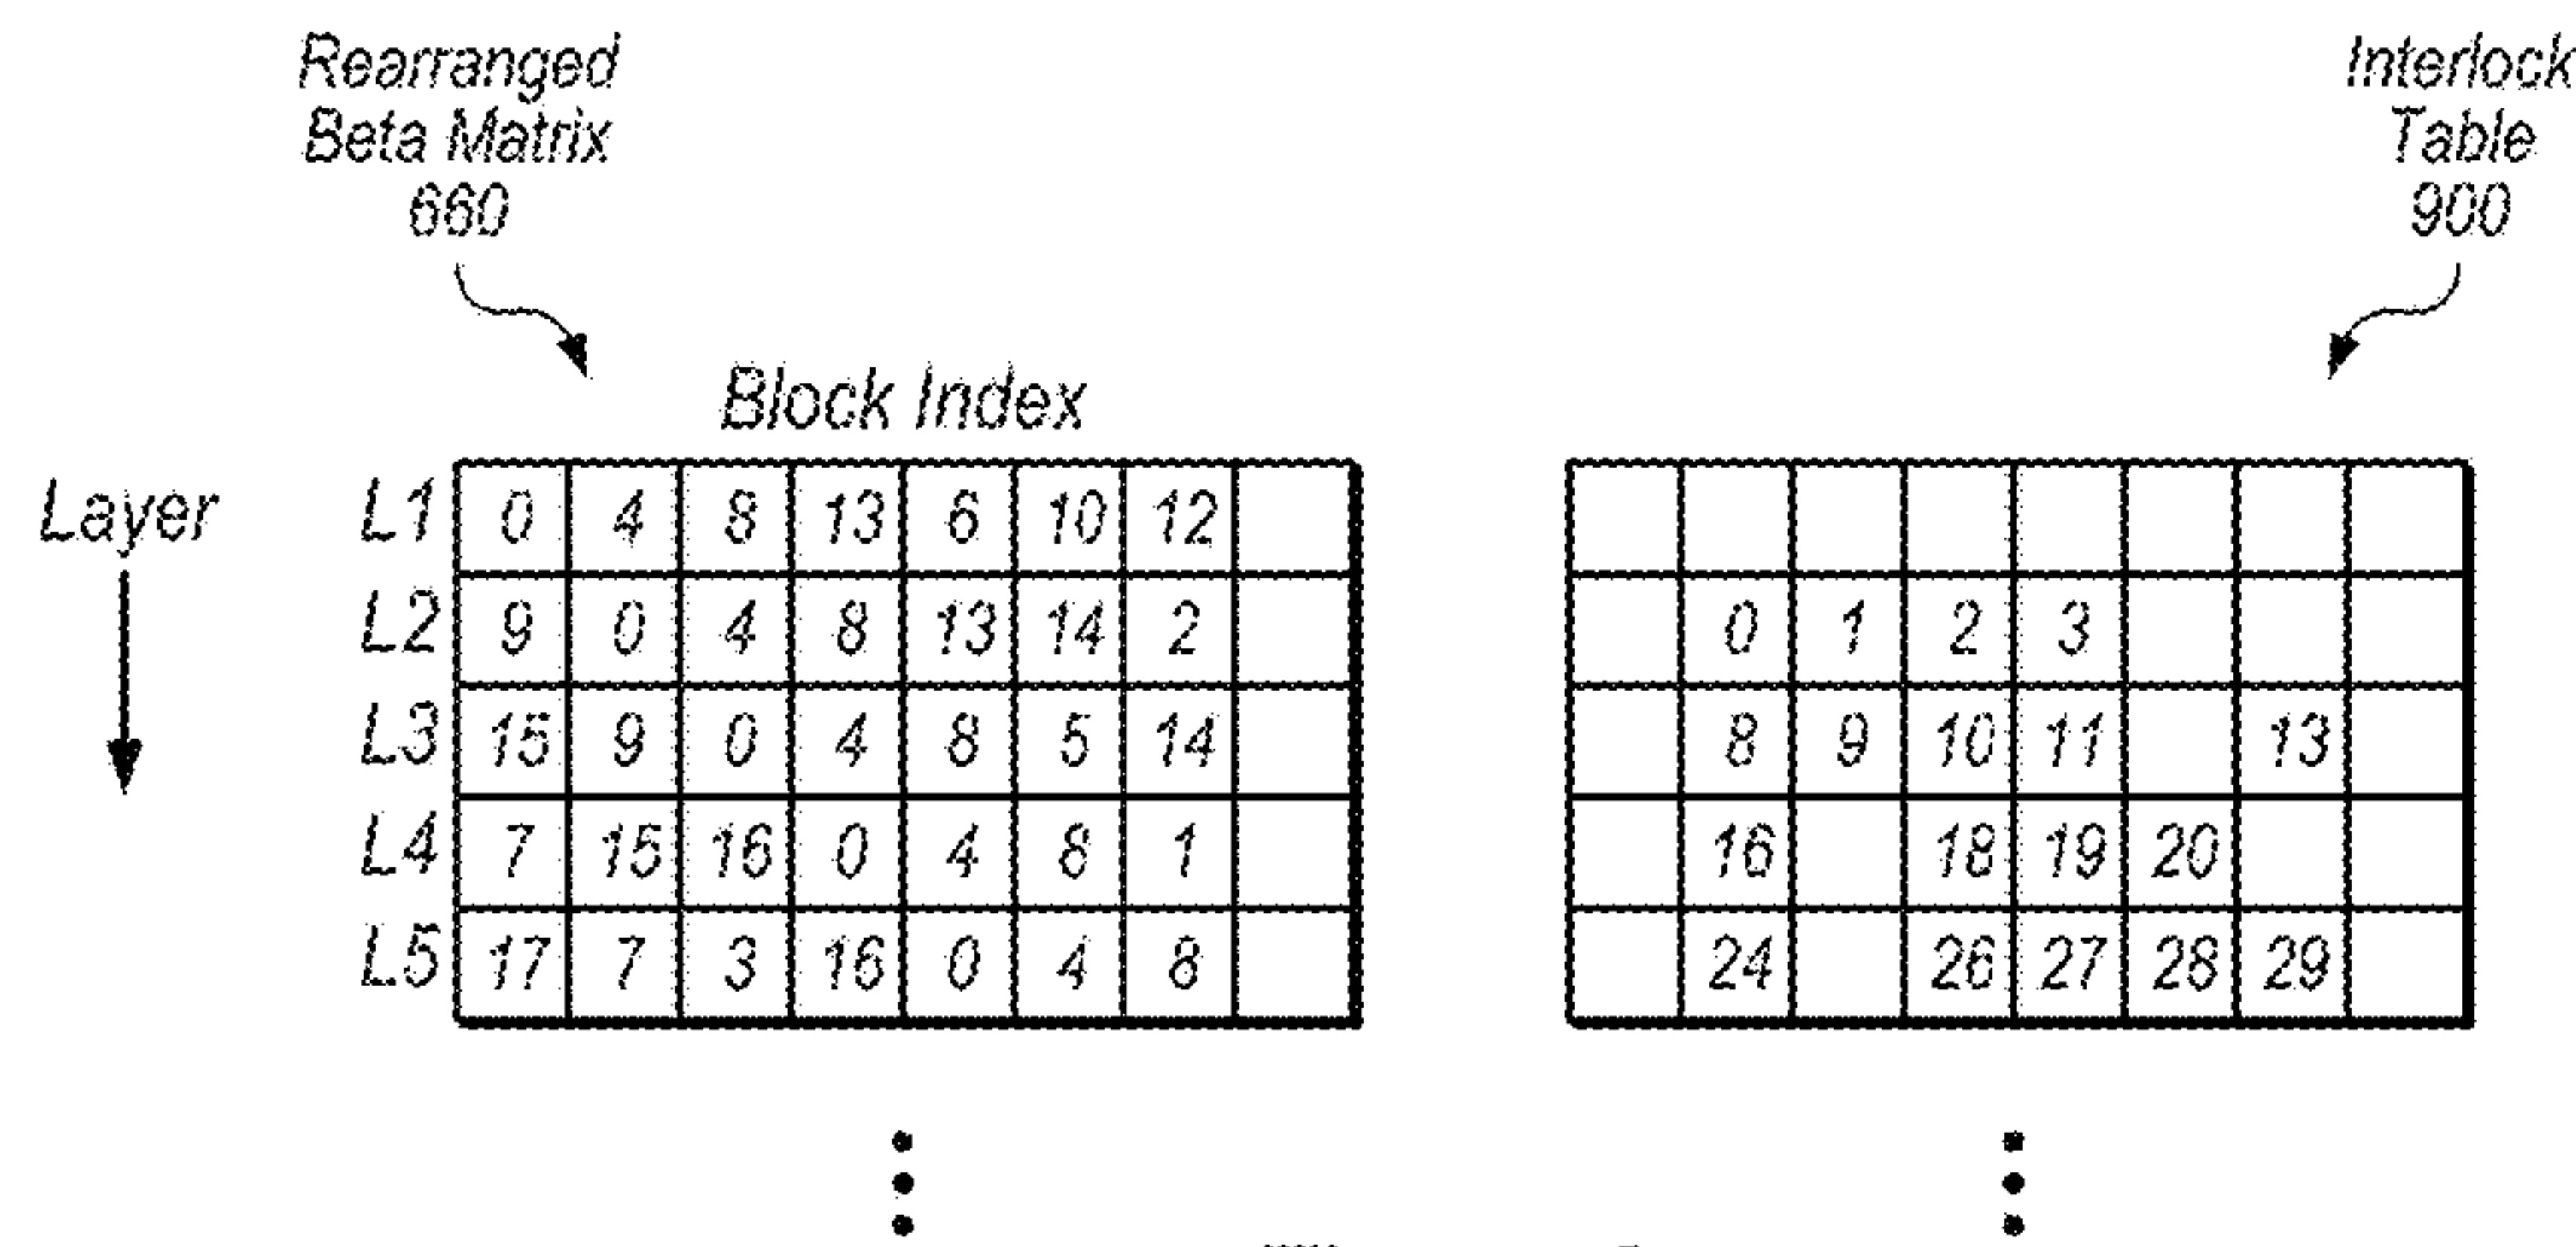 Rearranged
Beta Matrix
660
Interlock
Table
900
Block Index
Layer
L1 0 4 8 13 6 10 12
L2 9 0 4 8 13 14 2 0 1 2 3
L3 15 9 0 4 8 5 14 8 9 10 11 13
L4 7 15 16 0 4 8 1 16 18 19 20
L5 17 7 3 16 0 4 8 24 26 27 28 29